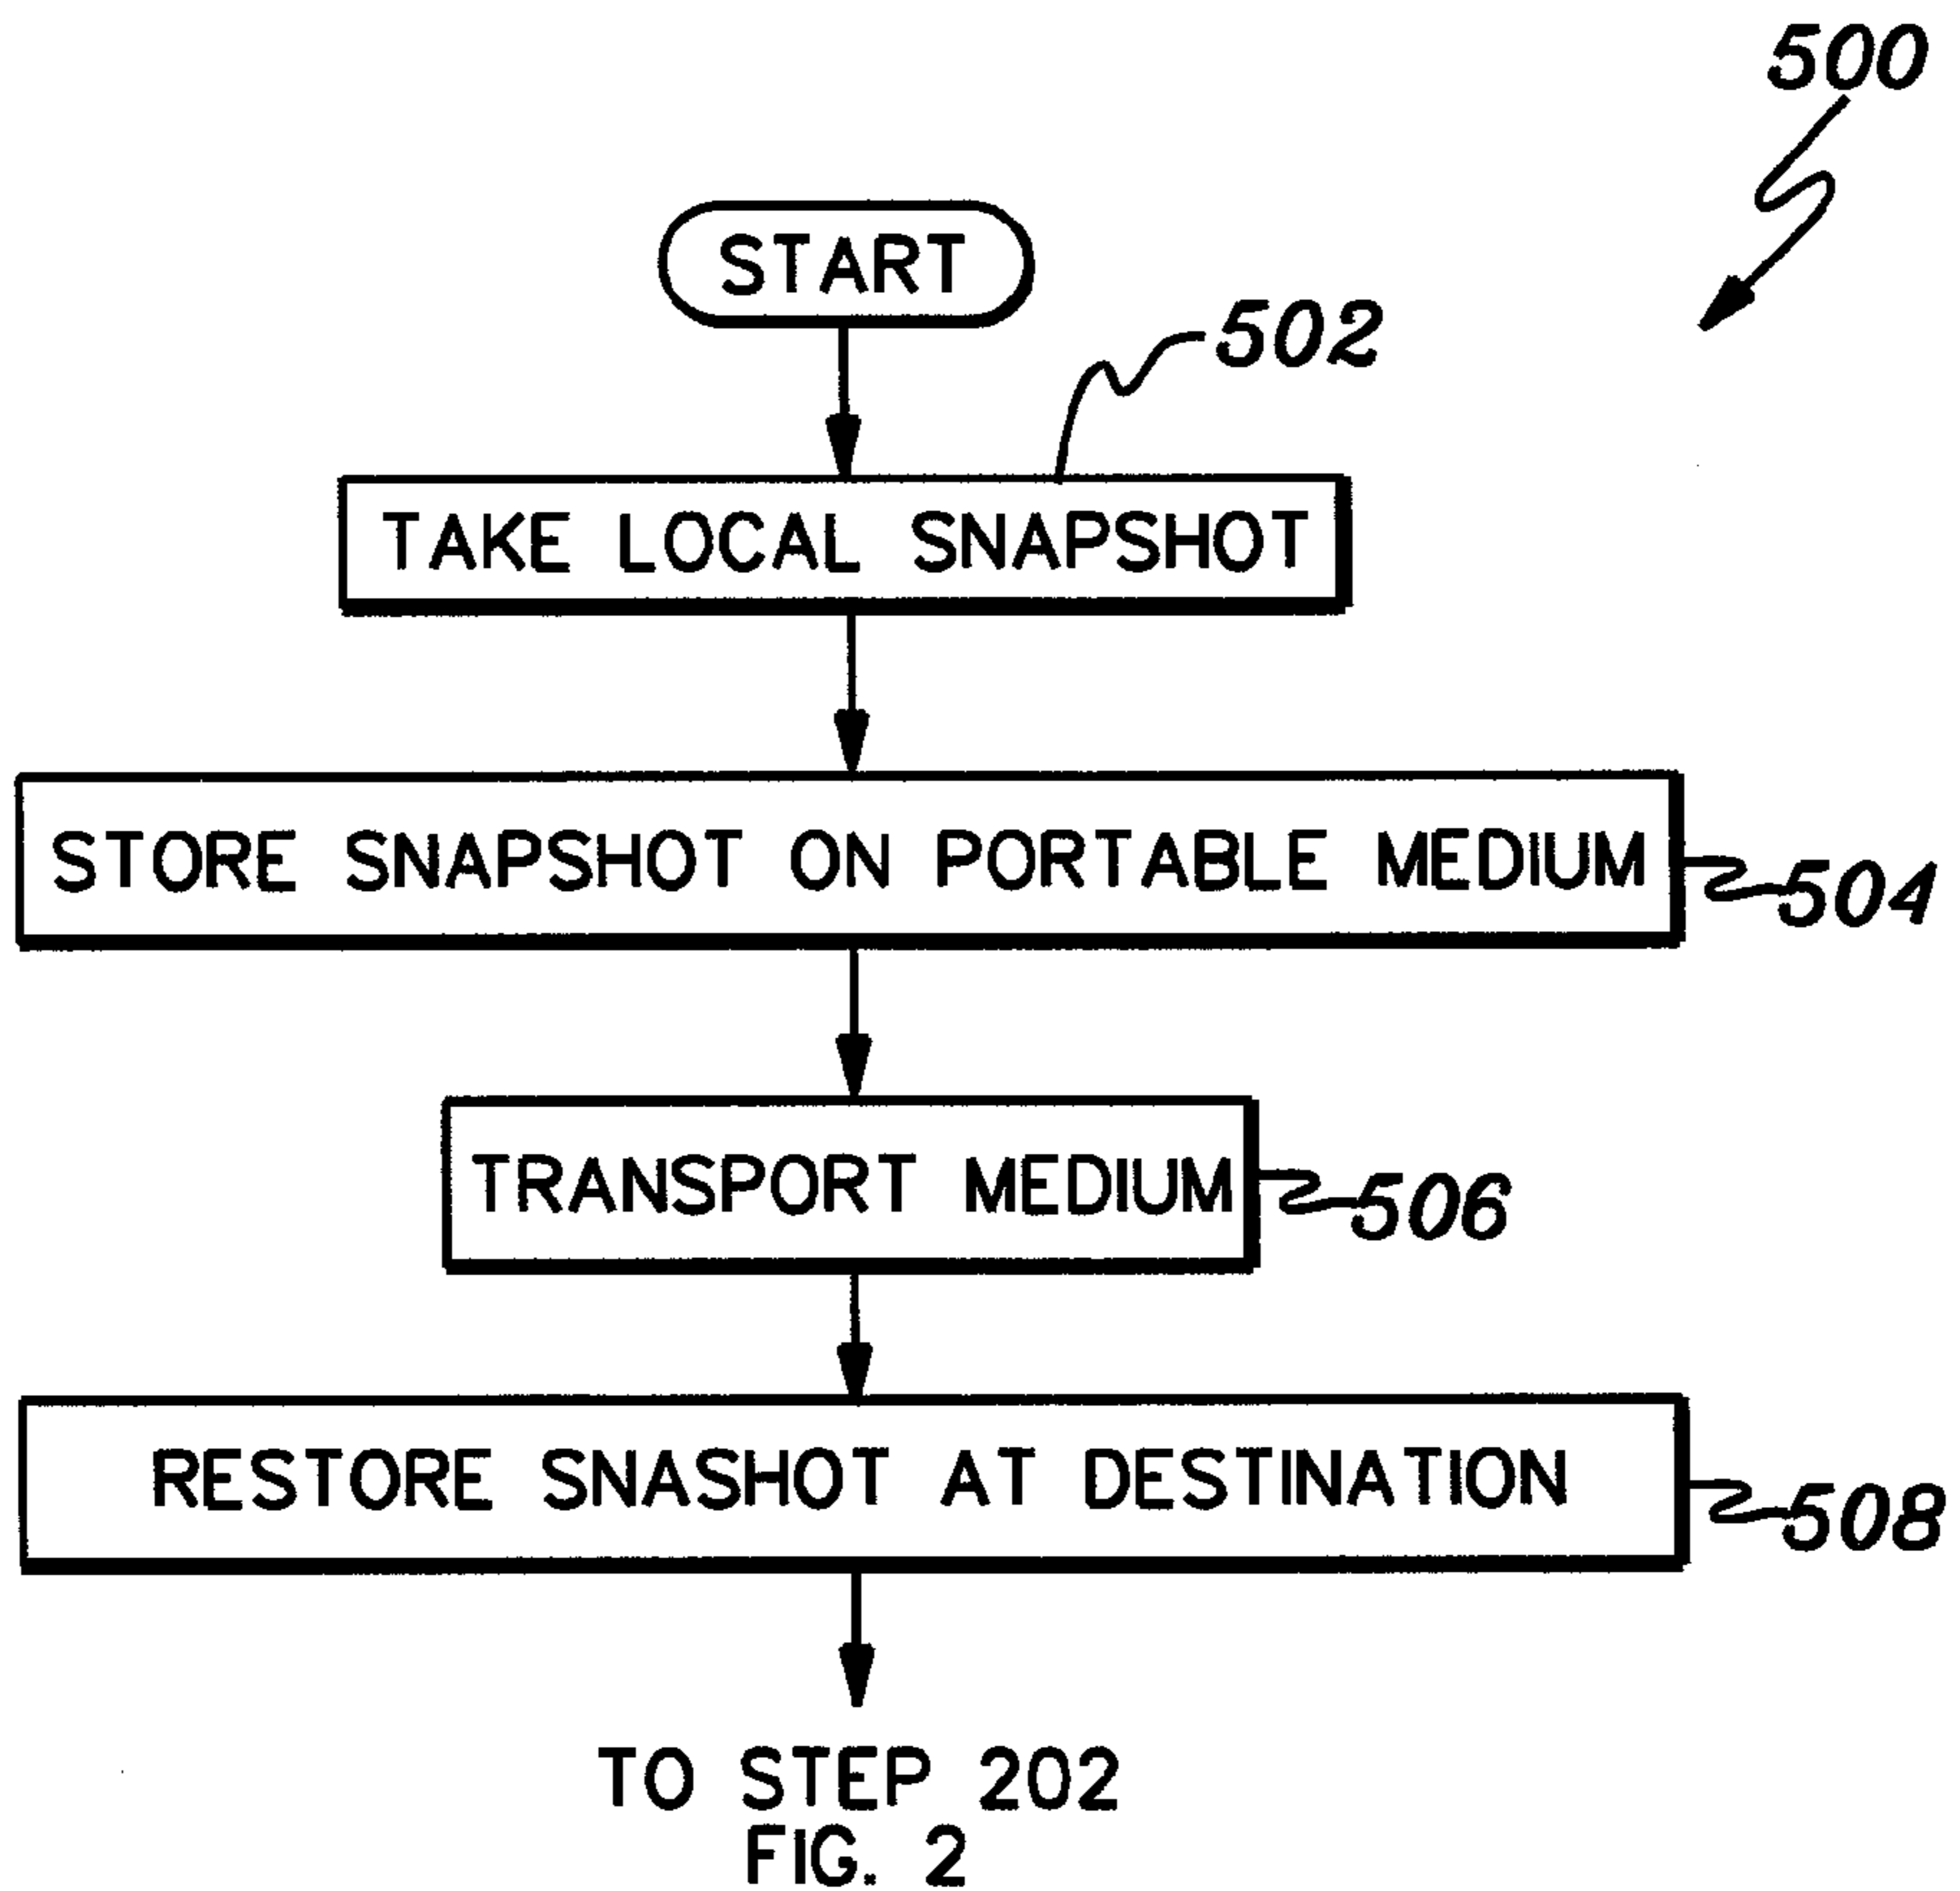 500
START
502
TAKE LOCAL SNAPSHOT
STORE SNAPSHOT ON PORTABLE MEDIUM
504
TRANSPORT MEDIUM
506
RESTORE SNASHOT AT DESTINATION
508
TO STEP 202
FIG. 2